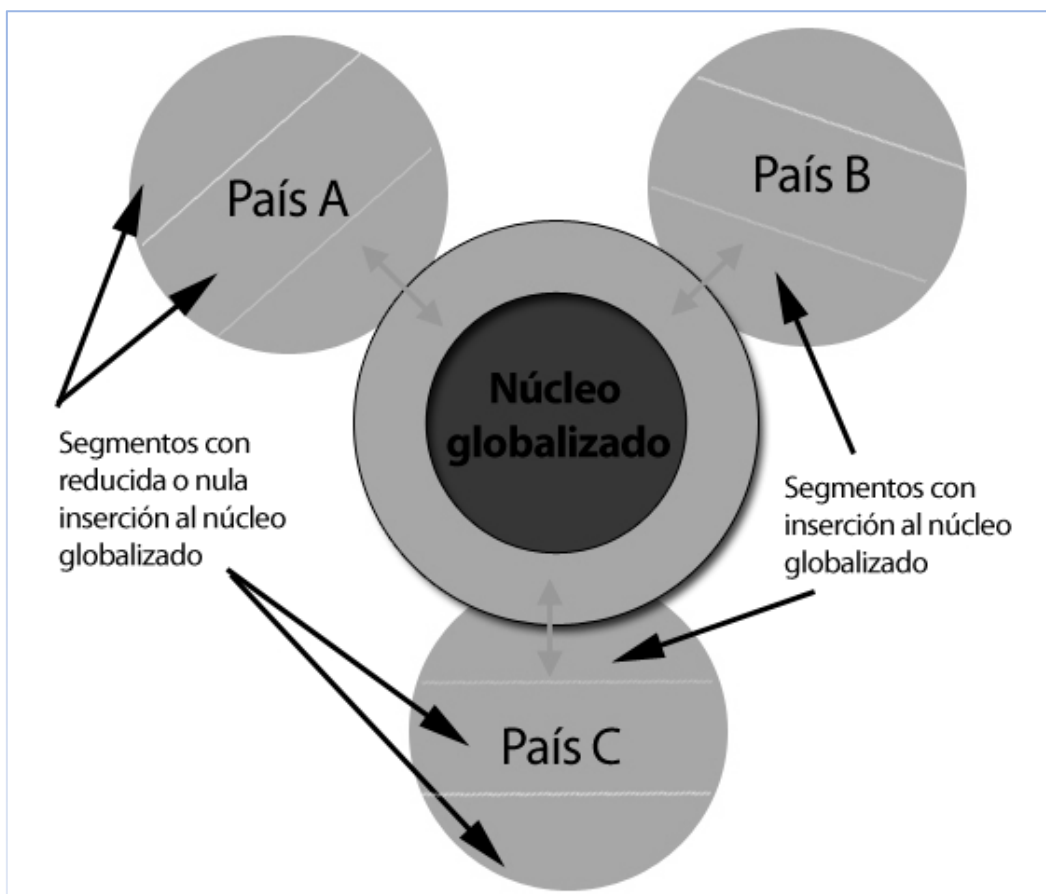 País A
País B
Núcleo
globalizado
Segmentos con
reducida o nula
inserción al núcleo
globalizado
Segmentos con
inserción al núcleo
globalizado
País C